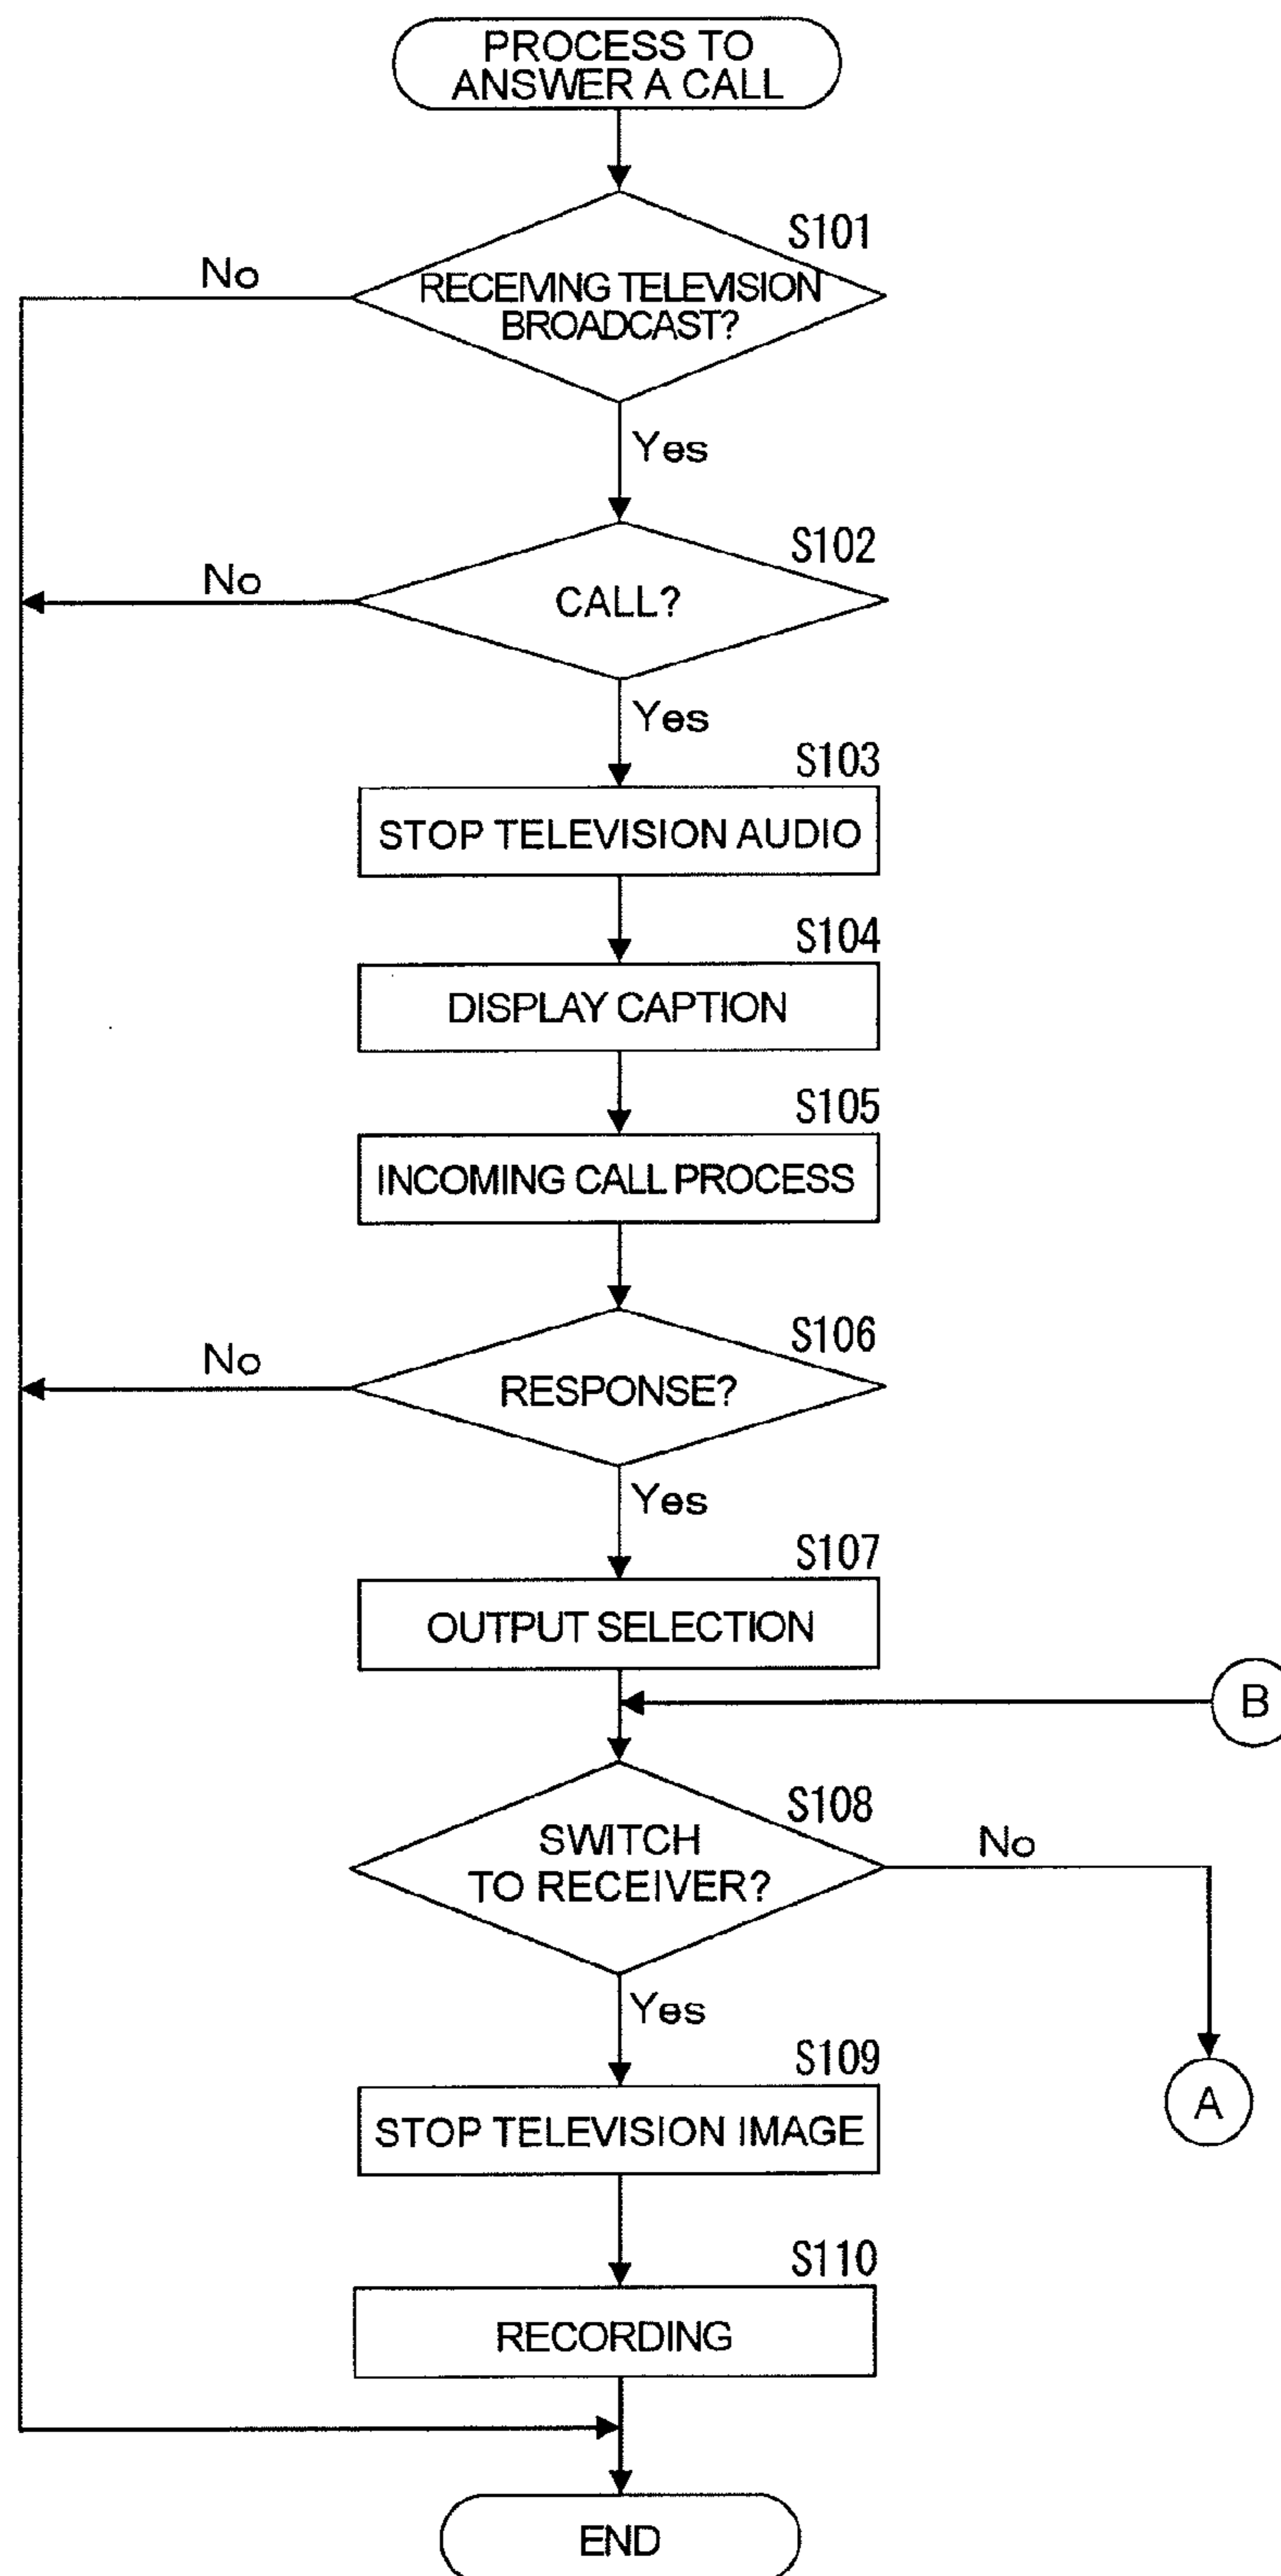 PROCESS TO
ANSWER A CALL
S101
No
RECEIVING TELEVISION
BROADCAST?
Yes
S102
No
CALL?
Yes
S103
STOP TELEVISION AUDIO
S104
DISPLAY CAPTION
S105
INCOMING CALL PROCESS
S106
No
RESPONSE?
Yes
S107
OUTPUT SELECTION
B
S108
SWITCH
TO RECEIVER?
No
Yes
S109
STOP TELEVISION IMAGE
A
S110
RECORDING
END